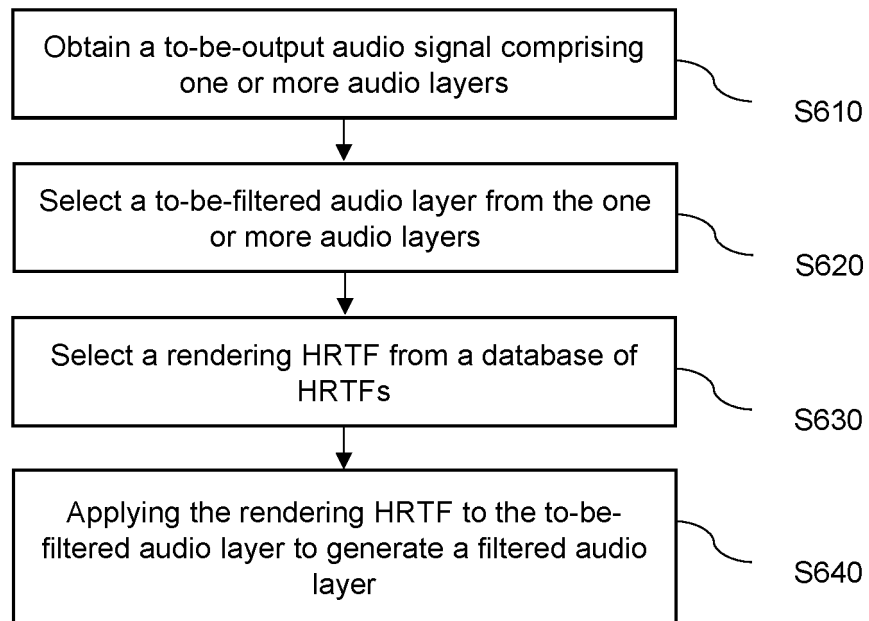 Obtain a to-be-output audio signal comprising
one or more audio layers
S610
Select a to-be-filtered audio layer from the one
or more audio layers
S620
Select a rendering HRTF from a database of
HRTFs
S630
Applying the rendering HRTF to the to-be-
filtered audio layer to generate a filtered audio
layer
S640